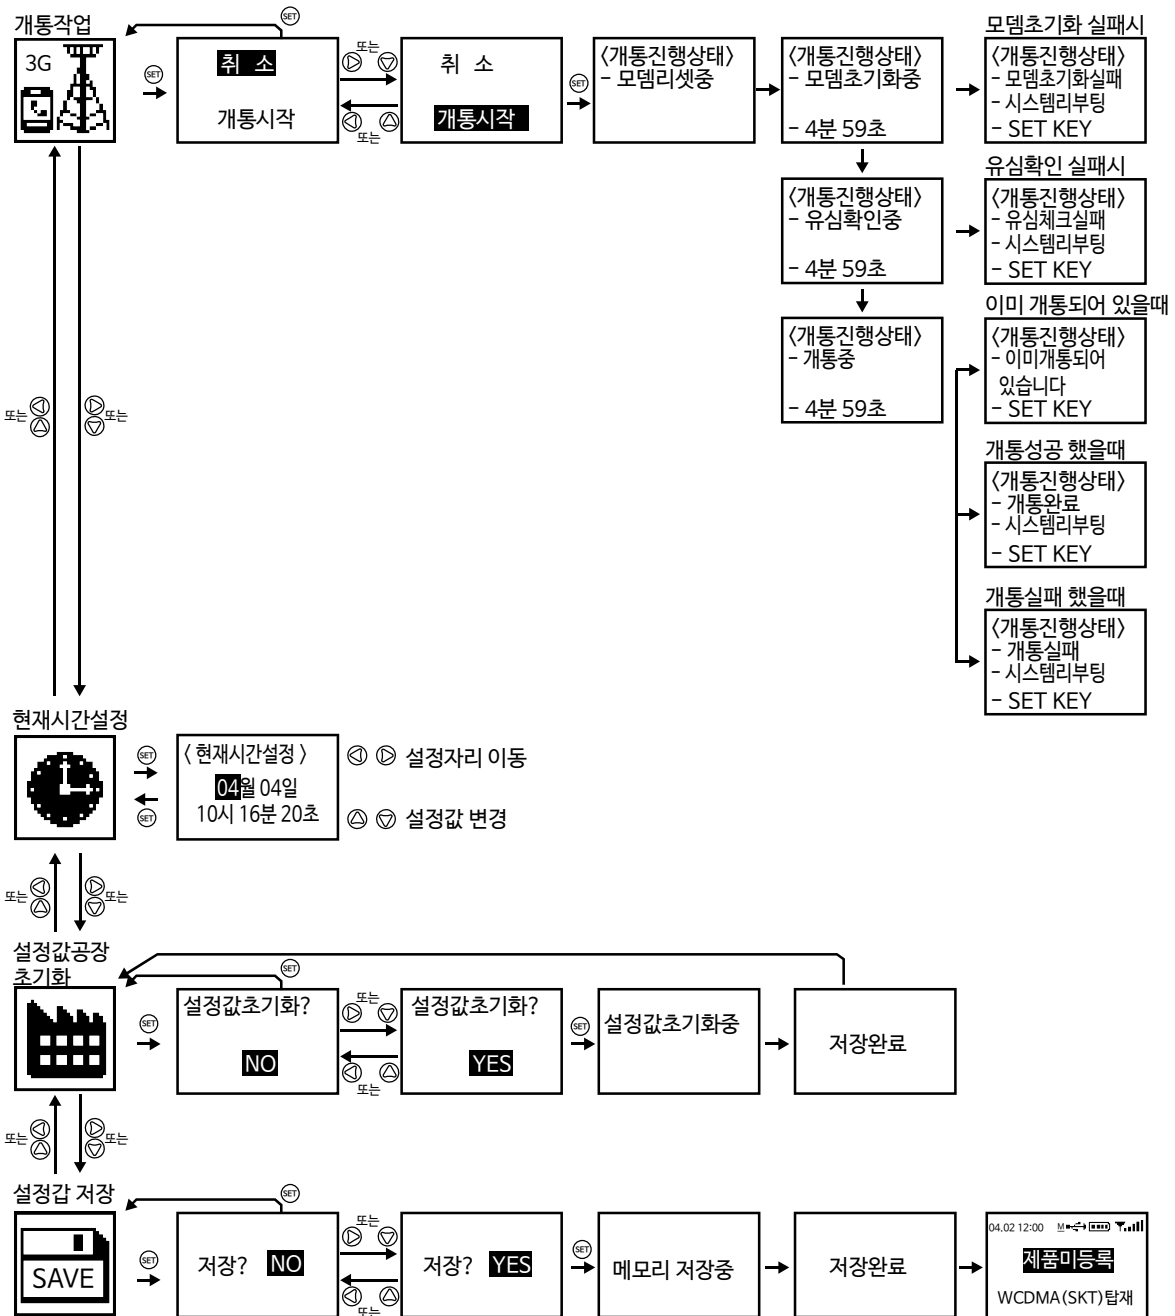 개통작업
3G
SET
SET
취 소
개통시작
또는
또는
취 소
개통시작
SET
〈개통진행상태〉
- 모뎀리셋중
〈개통진행상태〉
- 모뎀초기화중
- 4분 59초
모뎀초기화 실패시
〈개통진행상태〉
- 모뎀초기화실패
- 시스템리부팅
- SET KEY
〈개통진행상태〉
- 유심확인중
- 4분 59초
유심확인 실패시
〈개통진행상태〉
- 유심체크실패
- 시스템리부팅
- SET KEY
〈개통진행상태〉
- 개통중
- 4분 59초
이미 개통되어 있을때
〈개통진행상태〉
- 이미개통되어
있습니다
- SET KEY
개통성공 했을때
〈개통진행상태〉
- 개통완료
- 시스템리부팅
- SET KEY
개통실패 했을때
〈개통진행상태〉
- 개통실패
- 시스템리부팅
- SET KEY
또는
또는
현재시간설정
SET
SET
〈 현재시간설정 〉
04월 04일
10시 16분 20초
설정자리 이동
설정값 변경
또는
또는
설정값공장
초기화
SET
SET
설정값초기화?
NO
또는
또는
설정값초기화?
YES
SET
설정값초기화중
저장완료
또는
또는
설정갑 저장
SAVE
SET
SET
저장? NO
또는
또는
저장? YES
SET
메모리 저장중
저장완료
04.02 12:00 M
제품미등록
WCDMA(SKT)탑재